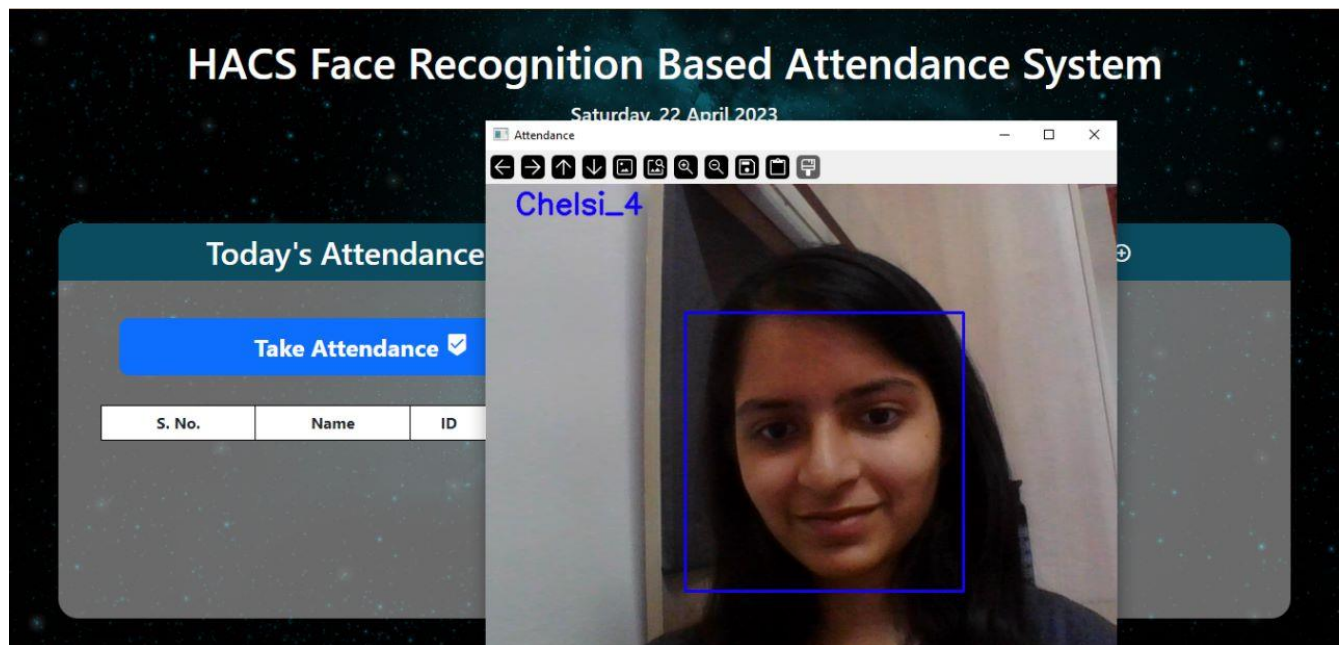 HACS Face Recognition Based Attendance System
Saturday, 22 April 2023
Attendance
Chelsi_4
Today's Attendance
Take Attendance
S. No. Name ID